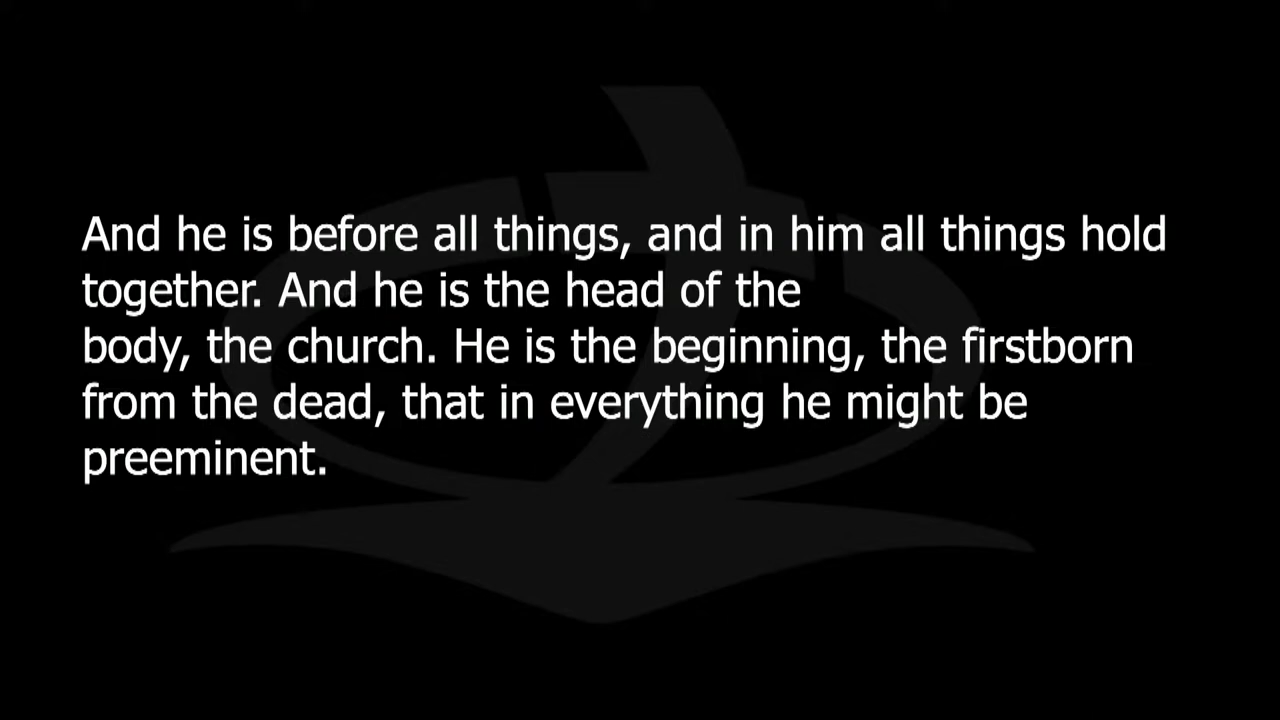 And he is before all things, and in him all things hold
together. And he is the head of the
body, the church. He is the beginning, the firstborn
from the dead, that in everything he might be
preeminent.